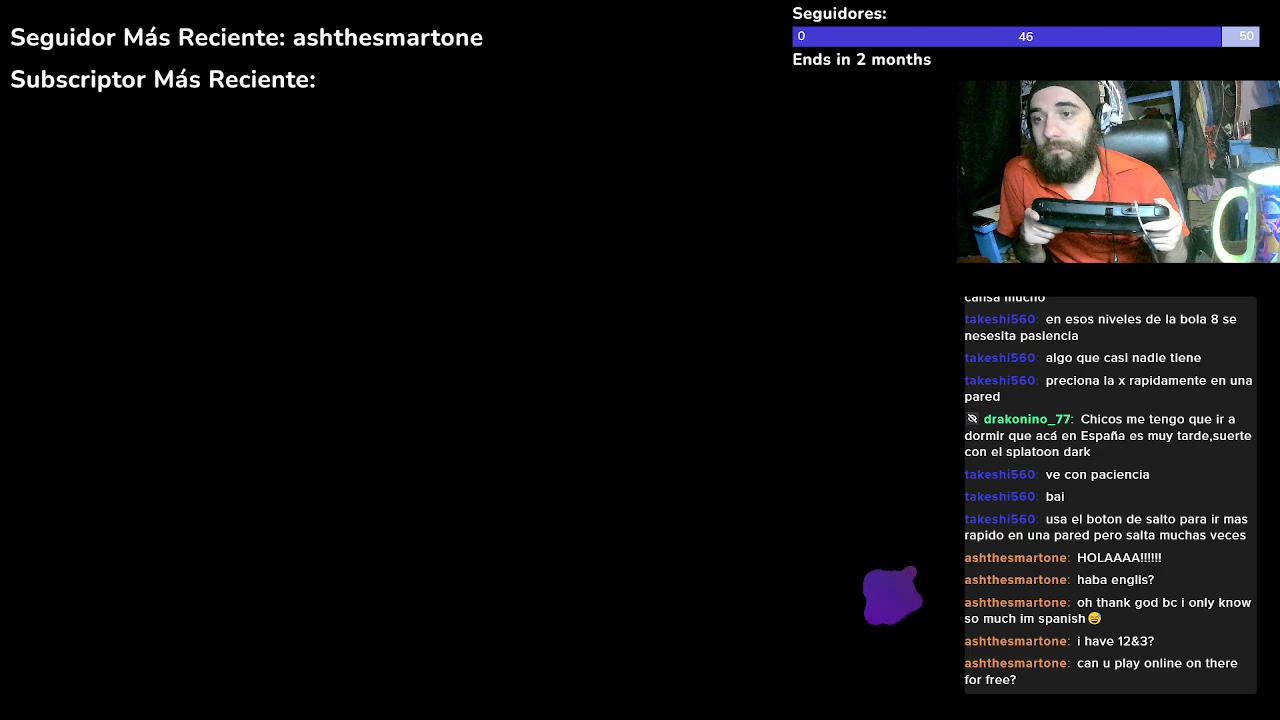 Seguidor Más Reciente: ashthesmartone
Subscriptor Más Reciente:
Seguidores:
0 46 50
Ends in 2 months
cansa mucho
takeshi560: en esos niveles de la bola 8 se
nesesita pasiencia
takeshi560: algo que casi nadie tiene
takeshi560: preciona la x rapidamente en una
pared
drakonino_77: Chicos me tengo que ir a
dormir que acá en España es muy tarde,suerte
con el splatoon dark
takeshi560: ve con paciencia
takeshi560: bai
takeshi560: usa el boton de salto para ir mas
rapido en una pared pero salta muchas veces
ashthesmartone: HOLAAAA!!!!!!
ashthesmartone: haba englis?
ashthesmartone: oh thank god bc i only know
so much im spanish😅
ashthesmartone: i have 12&3?
ashthesmartone: can u play online on there
for free?